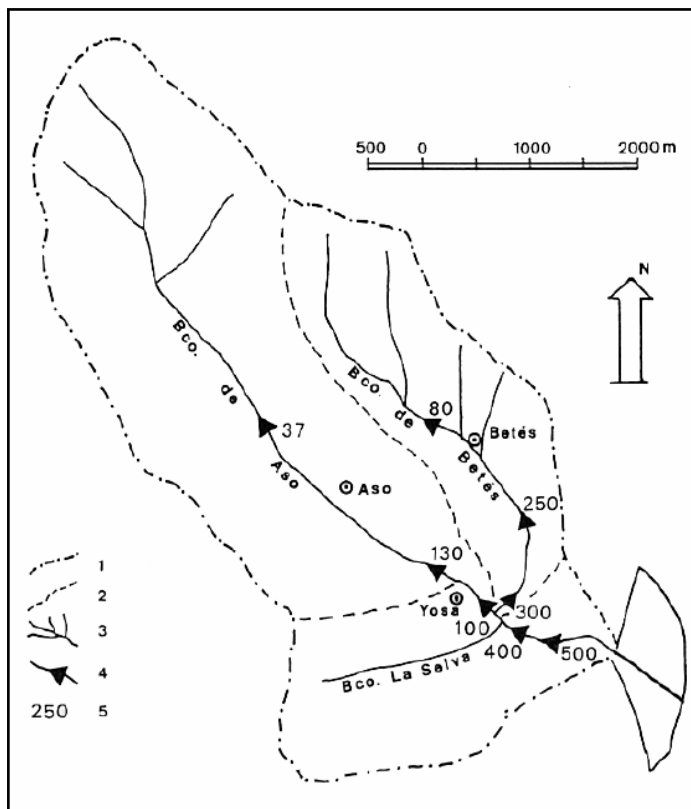 500 0 1000 2000 m
N
Bco. de Aso
Bco. de Betés
80
Betés
37
Aso
250
130
Yosa
100
300
400
500
Bco. La Selva
1
2
3
4
250 5